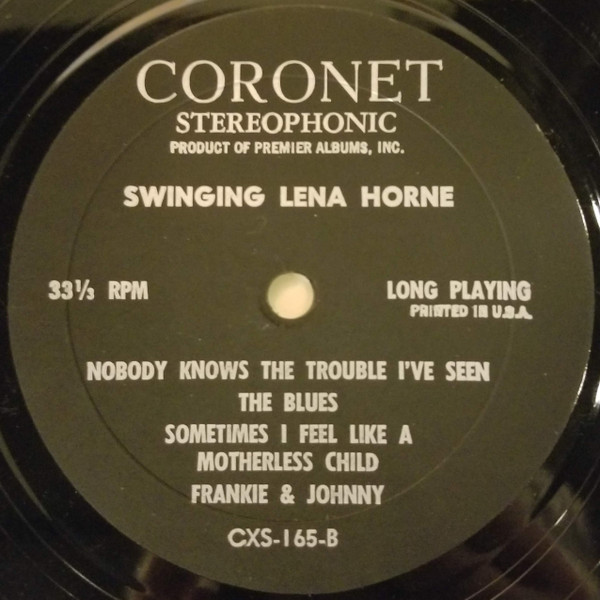 CORONET
STEREOPHONIC
PRODUCT OF PREMIER ALBUMS, INC.
SWINGING LENA HORNE
33⅓ RPM
LONG PLAYING
PRINTED IN U.S.A.
NOBODY KNOWS THE TROUBLE I'VE SEEN
THE BLUES
SOMETIMES I FEEL LIKE A
MOTHERLESS CHILD
FRANKIE & JOHNNY
CXS-165-B